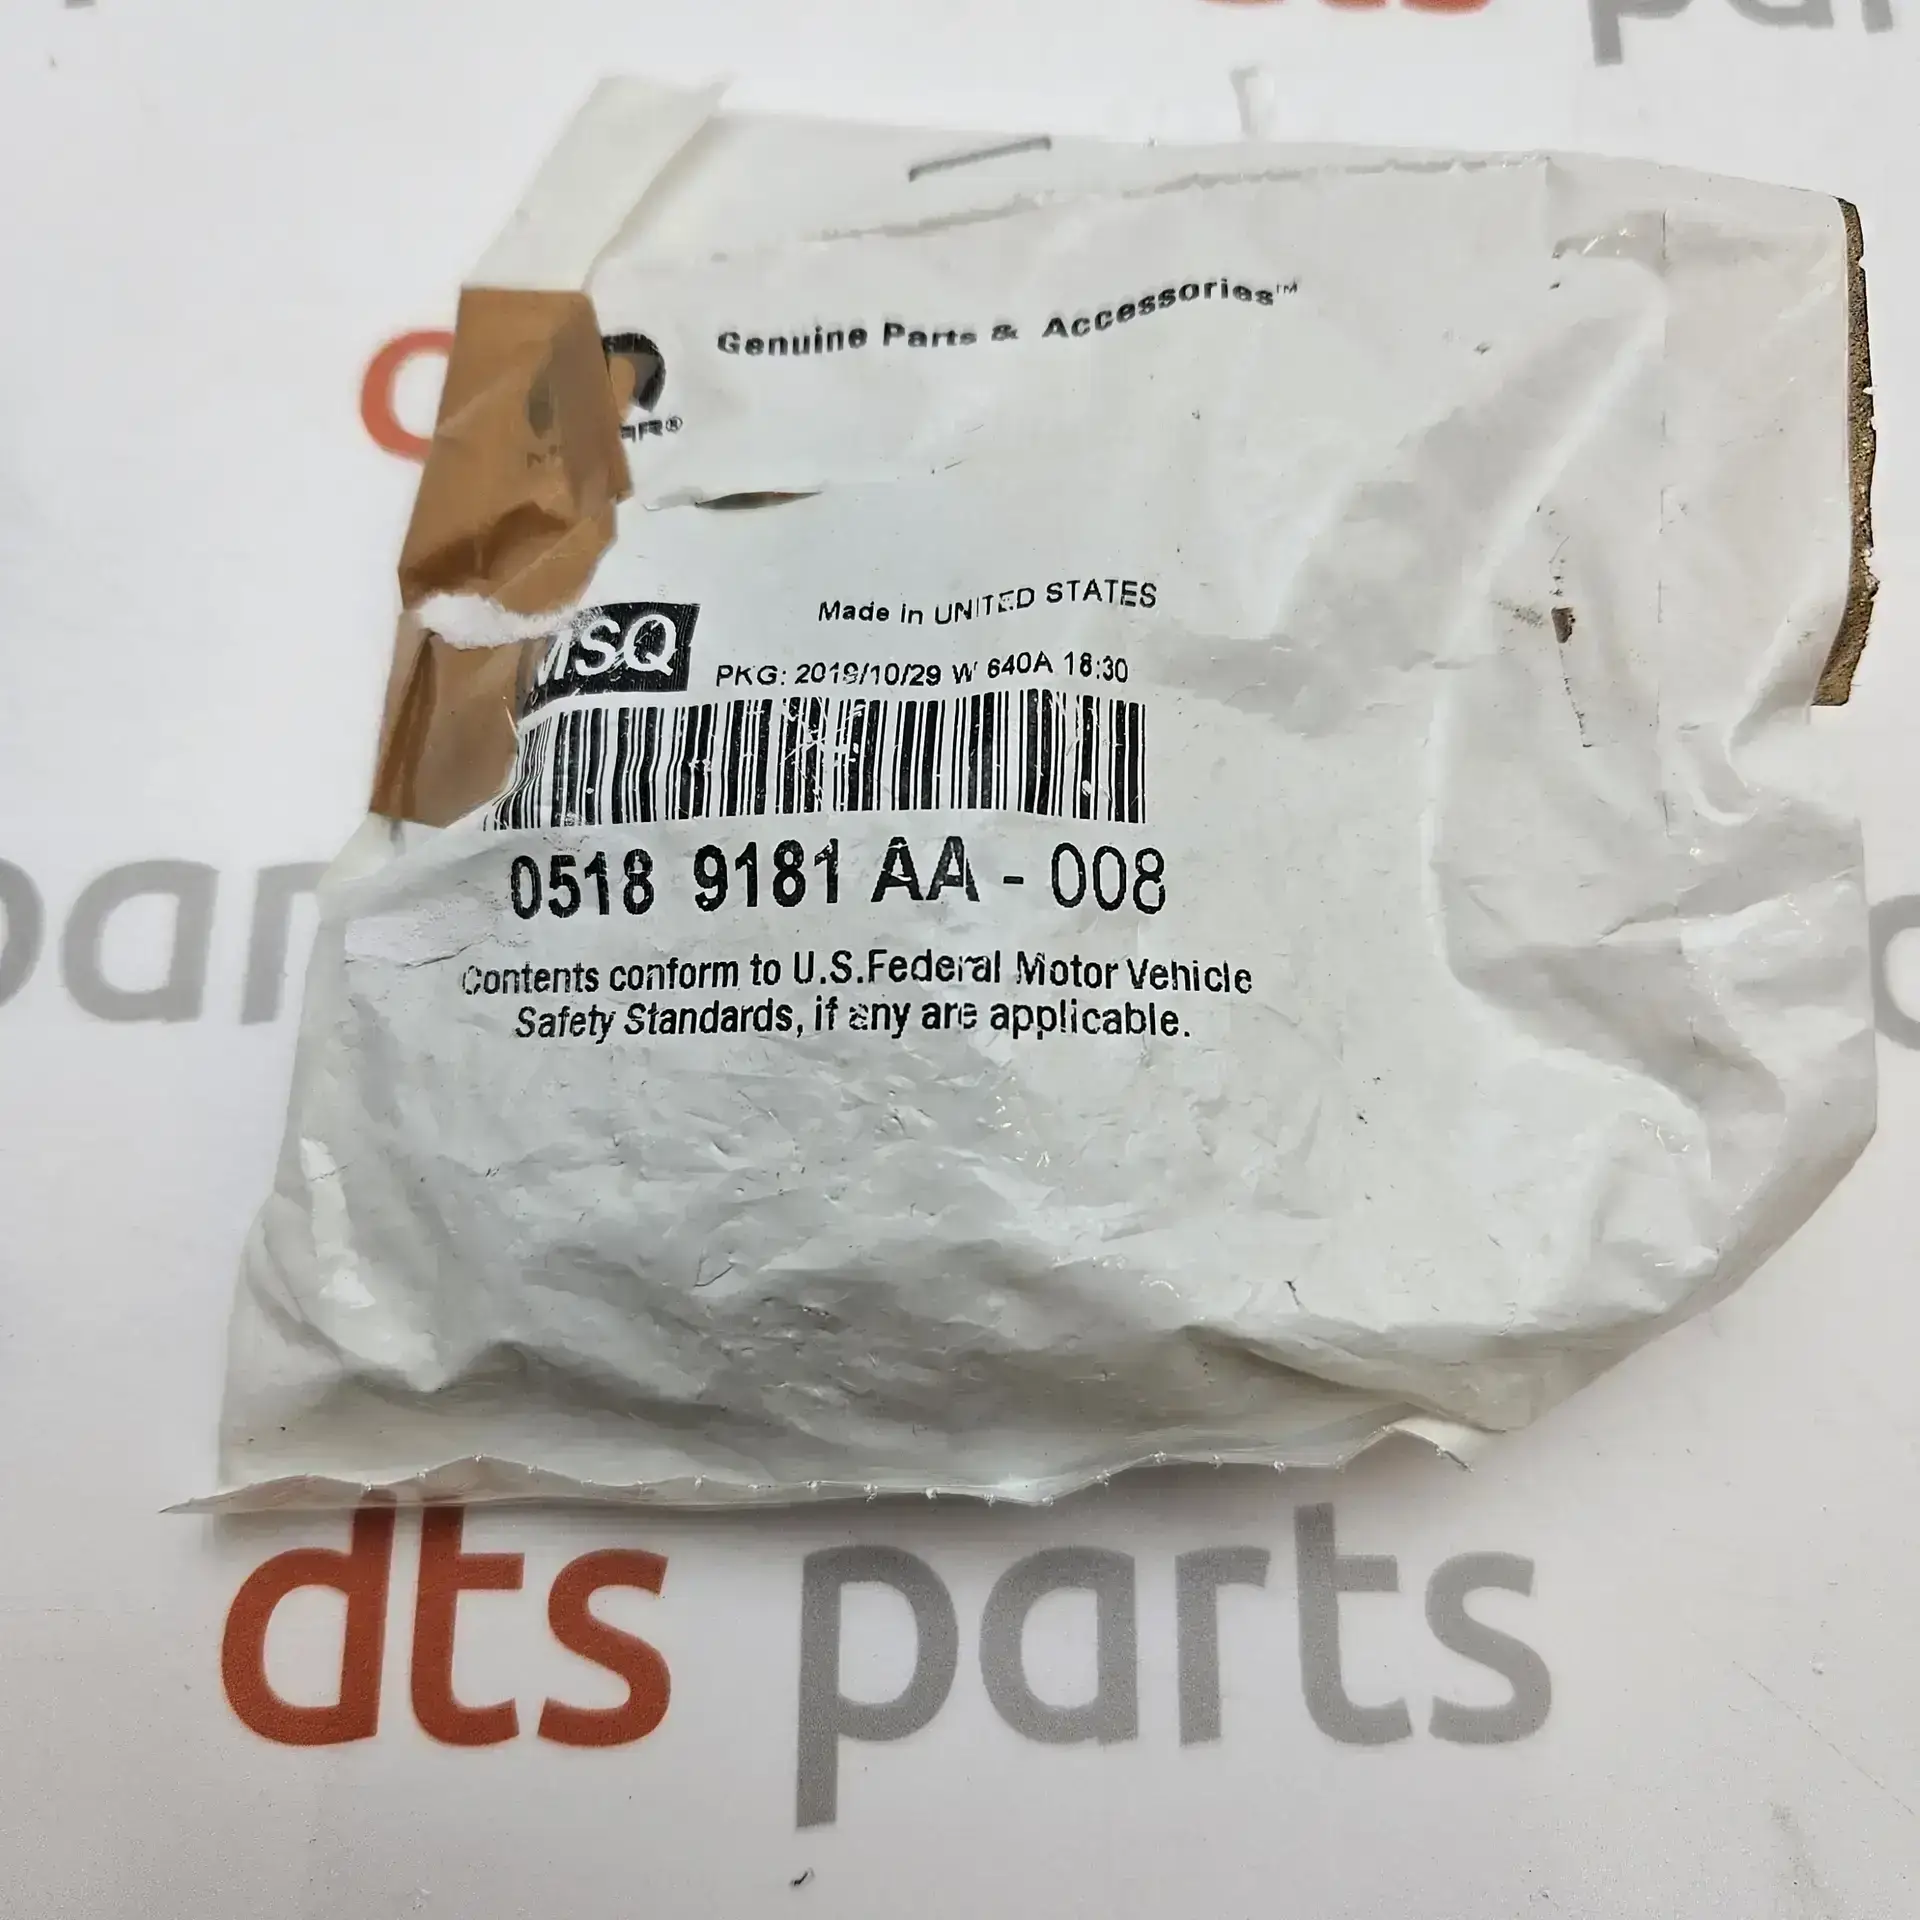 Genuine Parts & Accessories™
Made in UNITED STATES
MSQ
PKG: 2019/10/29 W 640A 18:30
0518 9181 AA - 008
Contents conform to U.S.Federal Motor Vehicle
Safety Standards, if any are applicable.
dts parts